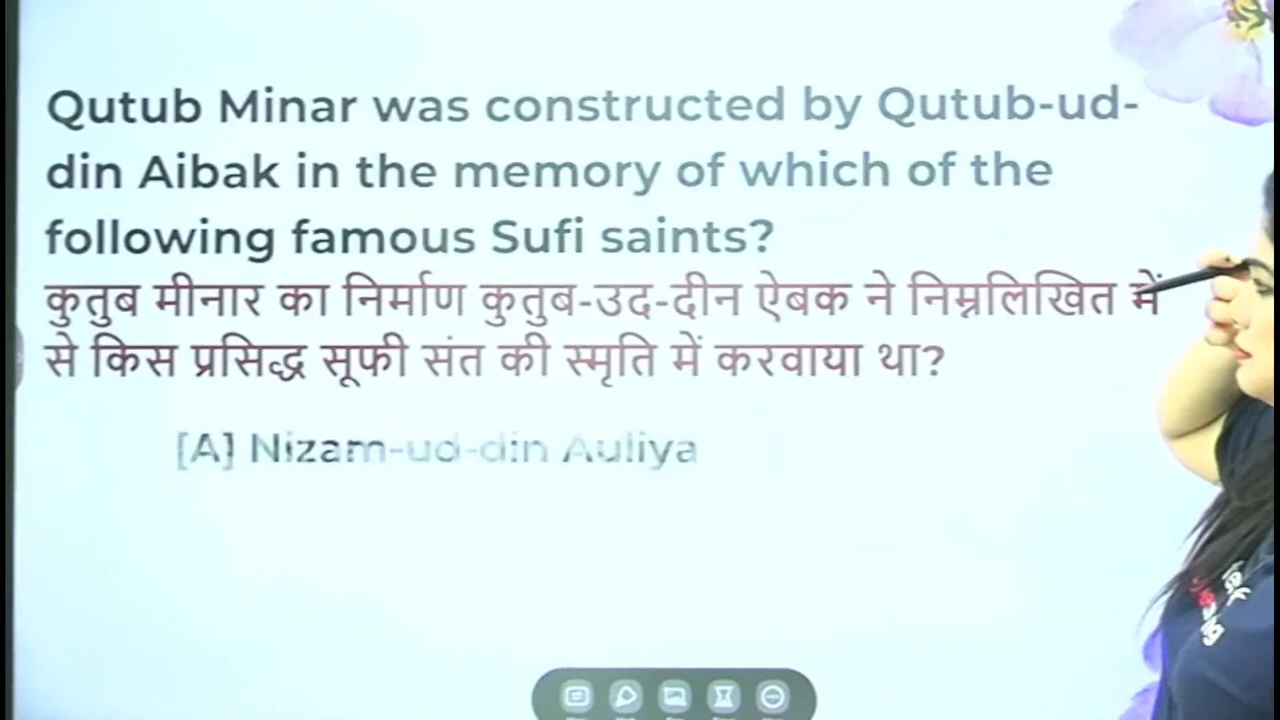 Qutub Minar was constructed by Qutub-ud-
din Aibak in the memory of which of the
following famous Sufi saints?
कुतुब मीनार का निर्माण कुतुब-उद-दीन ऐबक ने निम्नलिखित में
से किस प्रसिद्ध सूफी संत की स्मृति में करवाया था?
[A] Nizam-ud-din Auliya